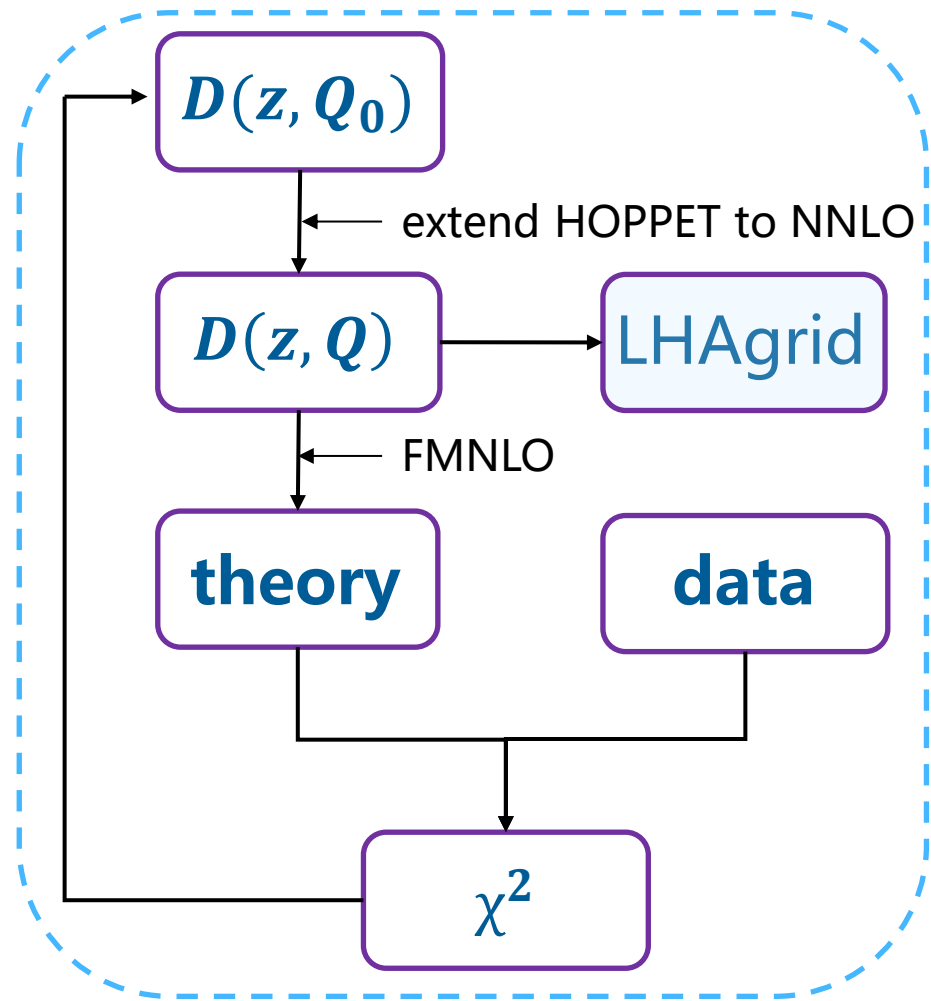 D(z, Q₀)
extend HOPPET to NNLO
D(z, Q)
LHAgrid
FMNLO
theory
data
χ²